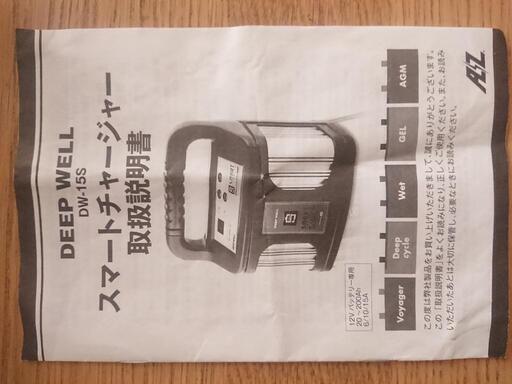 DEEP WELL
DW-15S
スマートチャージャー
取扱説明書
DEEP WELL
12Vバッテリー専用
20～200Ah
6/10/15A
Voyager
Deep cycle
Wet
GEL
AGM
この度は弊社製品をお買い上げいただきまして、誠にありがとうございます。
この「取扱説明書」をよくお読みになり、正しくご使用ください。また、お読み
いただいたあとは大切に保管し、必要なときにお読みください。